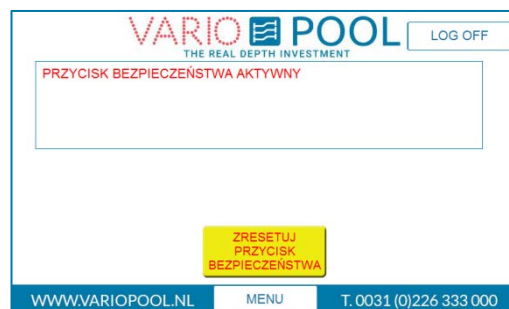 VARIO POOL
THE REAL DEPTH INVESTMENT
LOG OFF
PRZYCISK BEZPIECZEŃSTWA AKTYWNY
ZRESETUJ
PRZYCISK
BEZPIECZEŃSTWA
WWW.VARIOPOOL.NL
MENU
T. 0031 (0)226 333 000